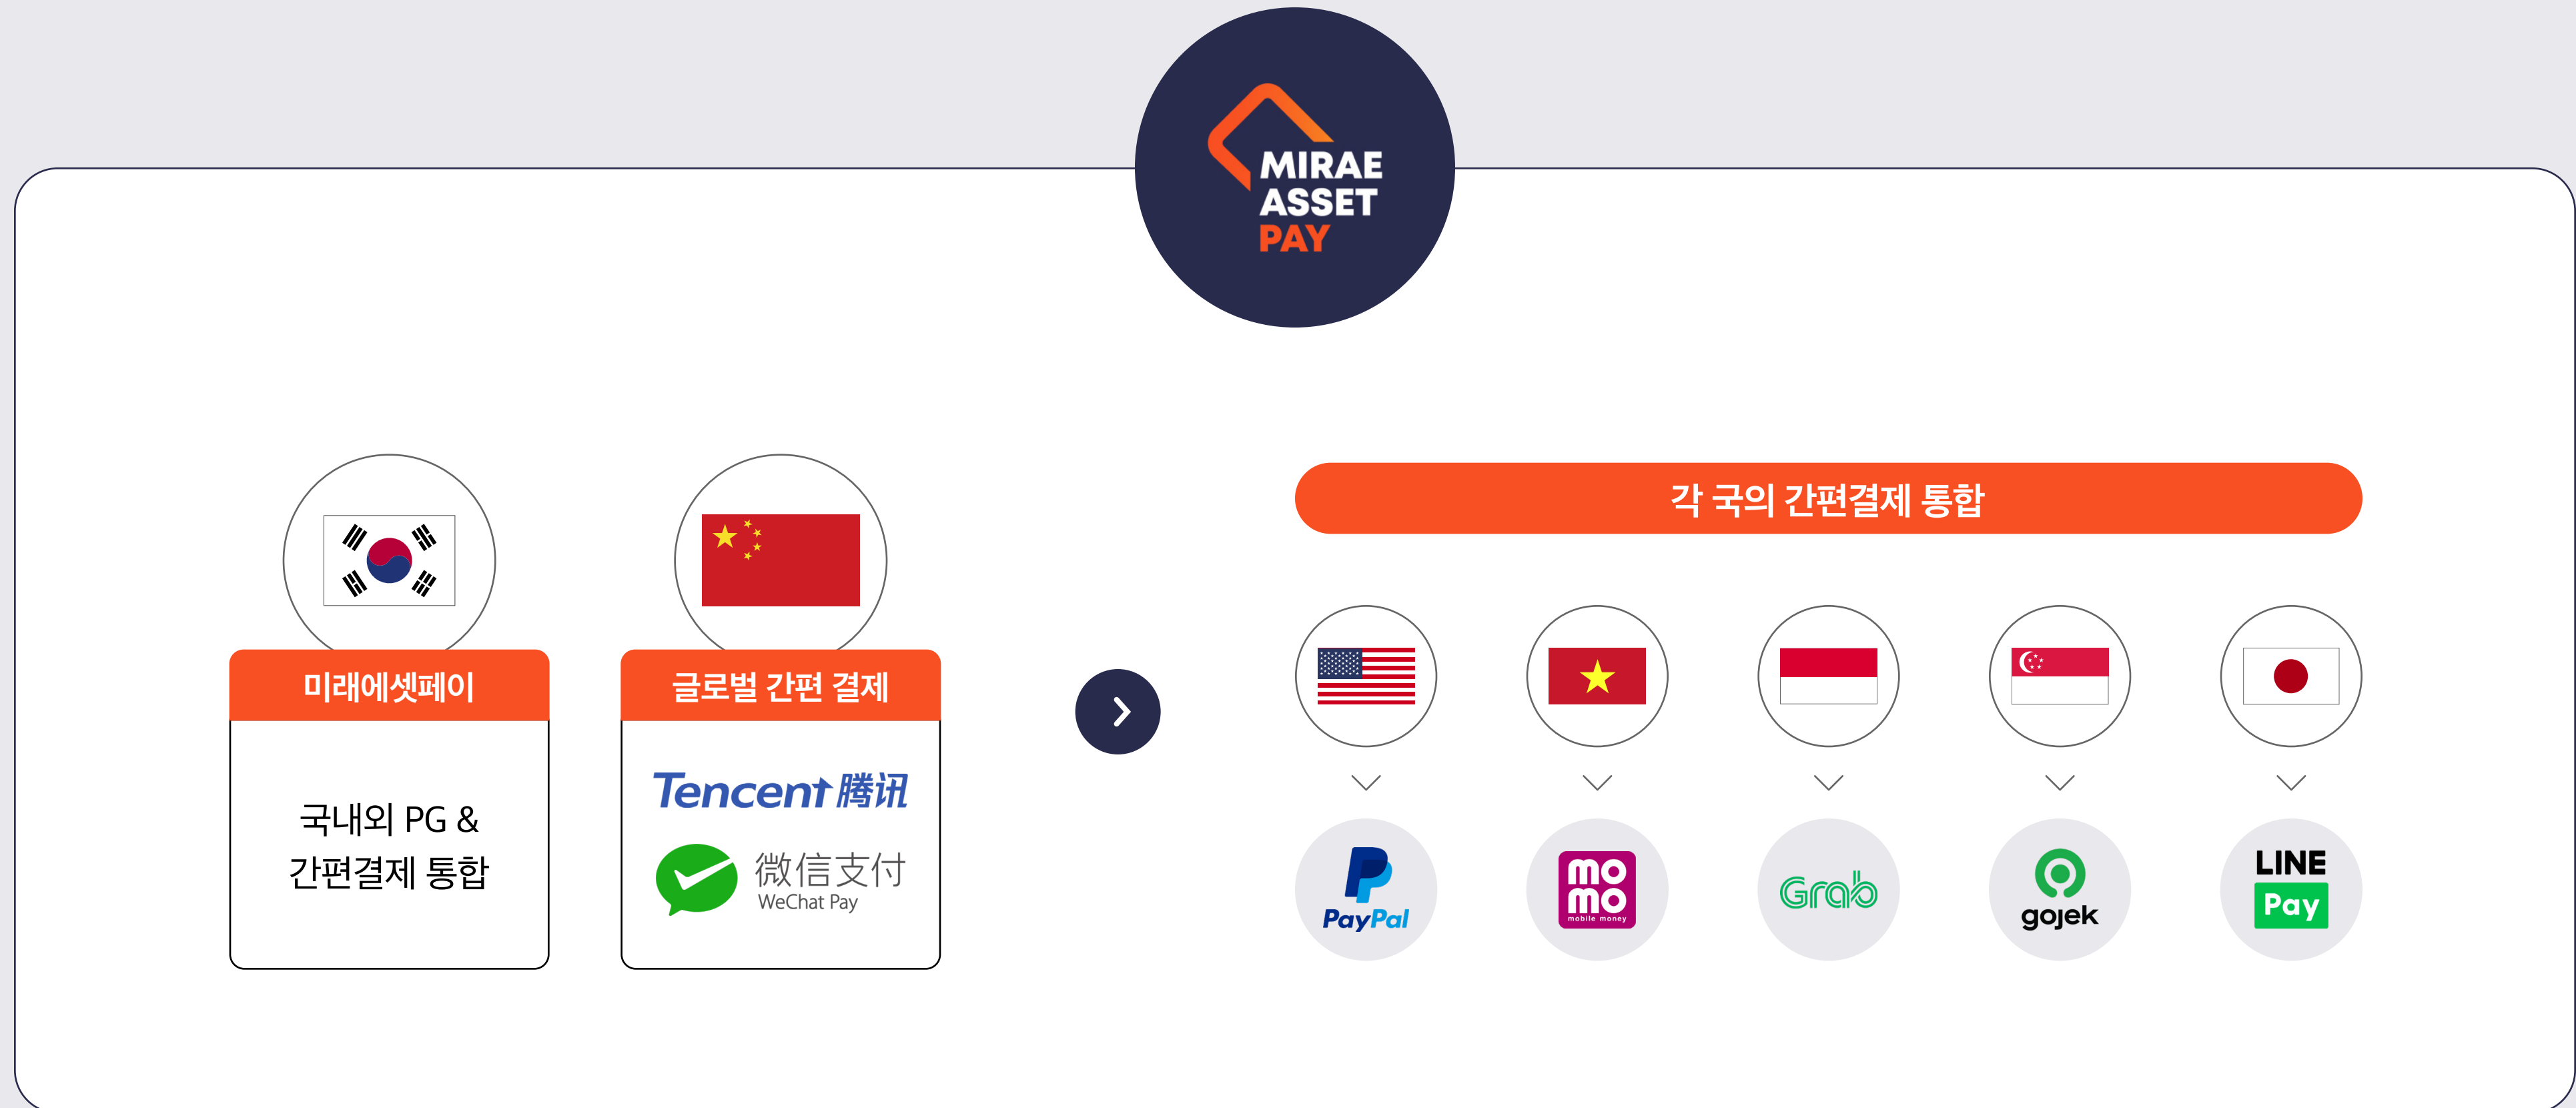 MIRAE
ASSET
PAY
미래에셋페이
국내외 PG &
간편결제 통합
글로벌 간편 결제
Tencent 腾讯
微信支付
WeChat Pay
각 국의 간편결제 통합
PayPal
mo
mo
mobile money
Grab
gojek
LINE
Pay